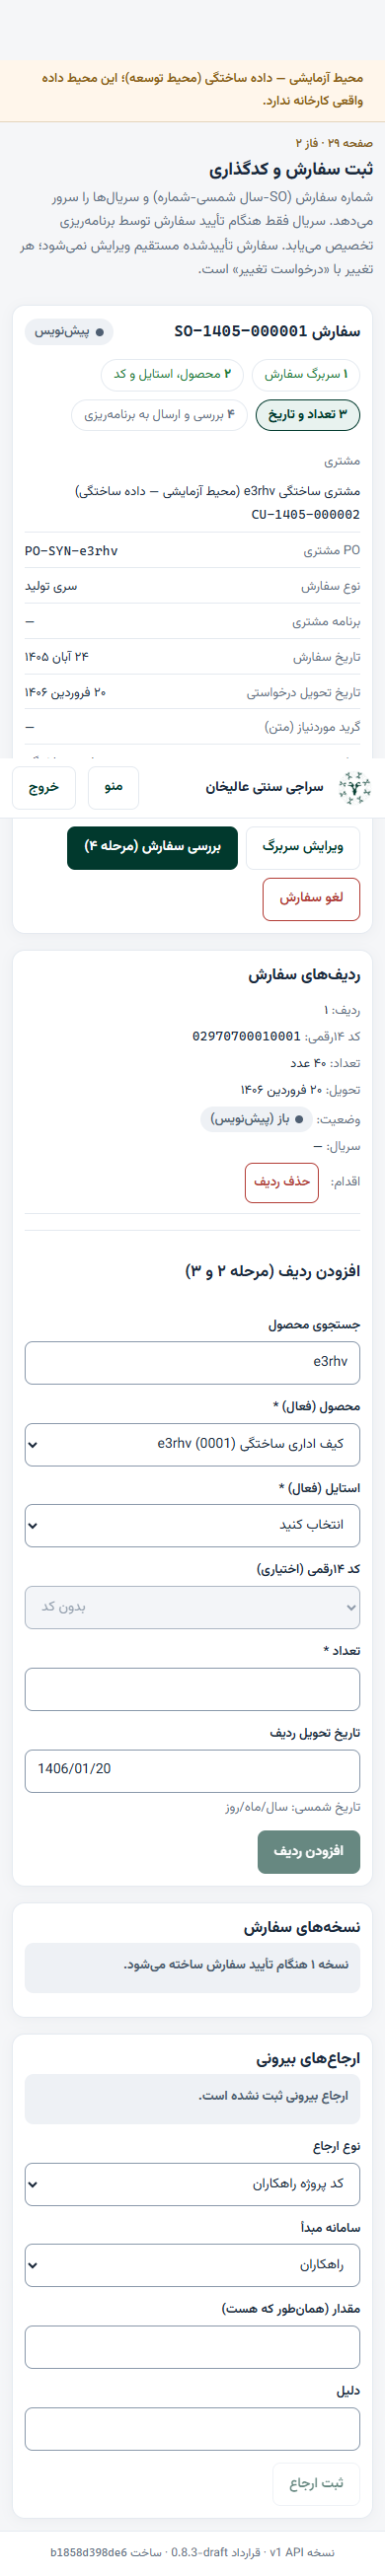 محیط آزمایشی — داده ساختگی (محیط توسعه)؛ این محیط داده
واقعی کارخانه ندارد.
صفحه ۲۹ · فاز ۲
ثبت سفارش و کدگذاری
شماره سفارش (SO-سال شمسی-شماره) و سریال‌ها را سرور
می‌دهد. سریال فقط هنگام تأیید سفارش توسط برنامه‌ریزی
تخصیص می‌یابد. سفارش تأییدشده مستقیم ویرایش نمی‌شود؛ هر
تغییر با «درخواست تغییر» است.
سفارش SO-1405-000001
پیش‌نویس
۱ سربرگ سفارش
۲ محصول، استایل و کد
۳ تعداد و تاریخ
۴ بررسی و ارسال به برنامه‌ریزی
مشتری
مشتری ساختگی e3rhv (محیط آزمایشی — داده ساختگی)
CU-1405-000002
PO مشتری PO-SYN-e3rhv
نوع سفارش سری تولید
برنامه مشتری —
تاریخ سفارش ۲۴ آبان ۱۴۰۵
تاریخ تحویل درخواستی ۲۰ فروردین ۱۴۰۶
گرید موردنیاز (متن) —
سراجی سنتی عالیخان
منو
خروج
ویرایش سربرگ
بررسی سفارش (مرحله ۴)
لغو سفارش
ردیف‌های سفارش
ردیف: ۱
کد ۱۴رقمی: 02970700010001
تعداد: ۴۰ عدد
تحویل: ۲۰ فروردین ۱۴۰۶
وضعیت: باز (پیش‌نویس)
سریال: —
اقدام: حذف ردیف
افزودن ردیف (مرحله ۲ و ۳)
جستجوی محصول
e3rhv
محصول (فعال) *
کیف اداری ساختگی e3rhv (0001)
استایل (فعال) *
انتخاب کنید
کد ۱۴رقمی (اختیاری)
بدون کد
تعداد *
تاریخ تحویل ردیف
1406/01/20
تاریخ شمسی: سال/ماه/روز
افزودن ردیف
نسخه‌های سفارش
نسخه ۱ هنگام تأیید سفارش ساخته می‌شود.
ارجاع‌های بیرونی
ارجاع بیرونی ثبت نشده است.
نوع ارجاع
کد پروژه راهکاران
سامانه مبدأ
راهکاران
مقدار (همان‌طور که هست)
دلیل
ثبت ارجاع
نسخه API v1 · قرارداد 0.8.3-draft · ساخت b1858d398de6